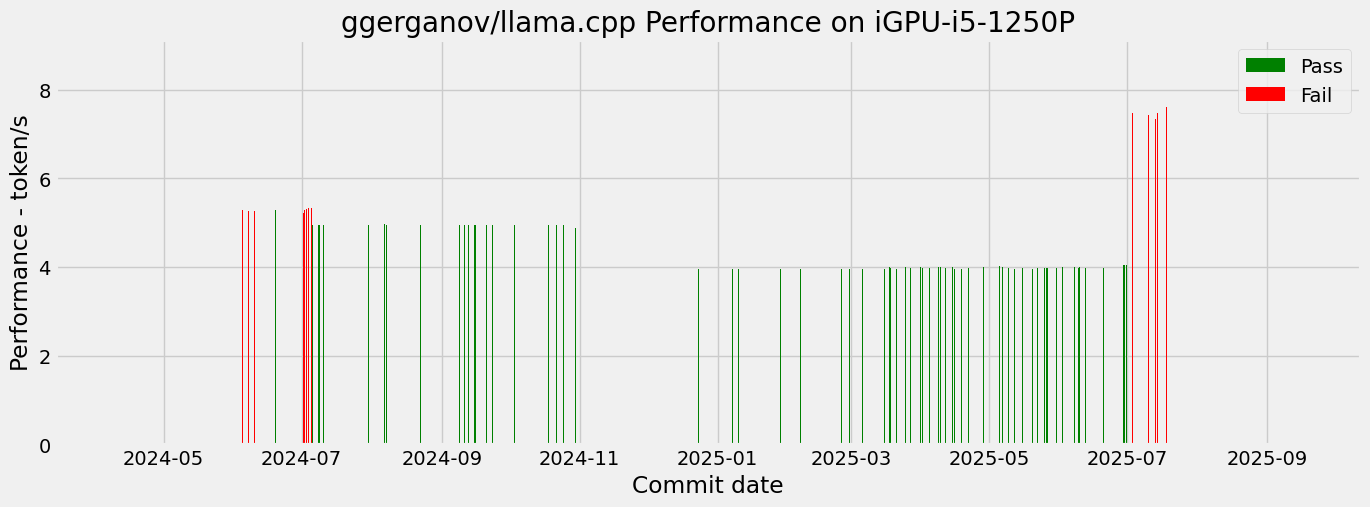 ggerganov/llama.cpp Performance on iGPU-i5-1250P
Pass
Fail
Performance - token/s
8
6
4
2
0
2024-05 2024-07 2024-09 2024-11 2025-01 2025-03 2025-05 2025-07 2025-09
Commit date